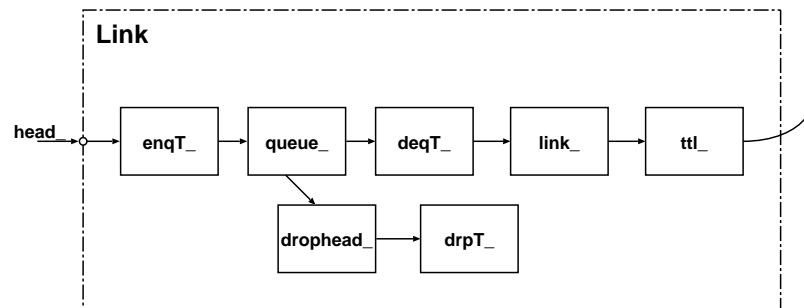 Link
head_
enqT_
queue_
deqT_
link_
ttl_
drophead_
drpT_